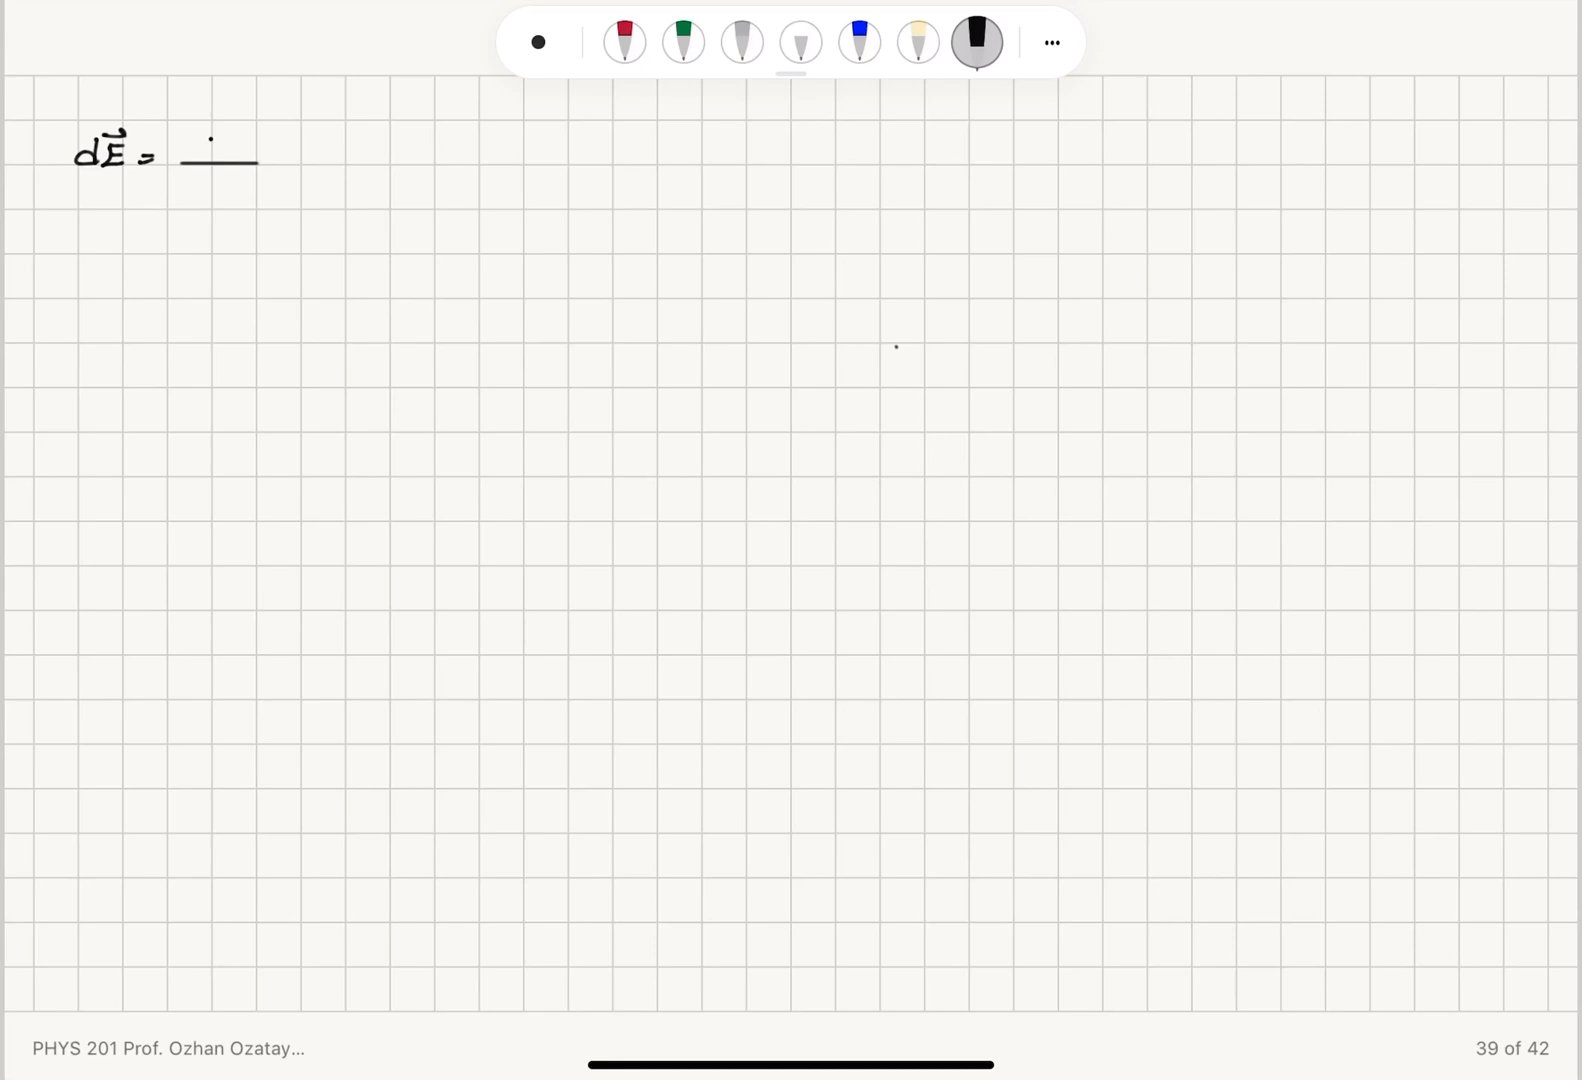 dE⃗ =
PHYS 201 Prof. Ozhan Ozatay...
39 of 42